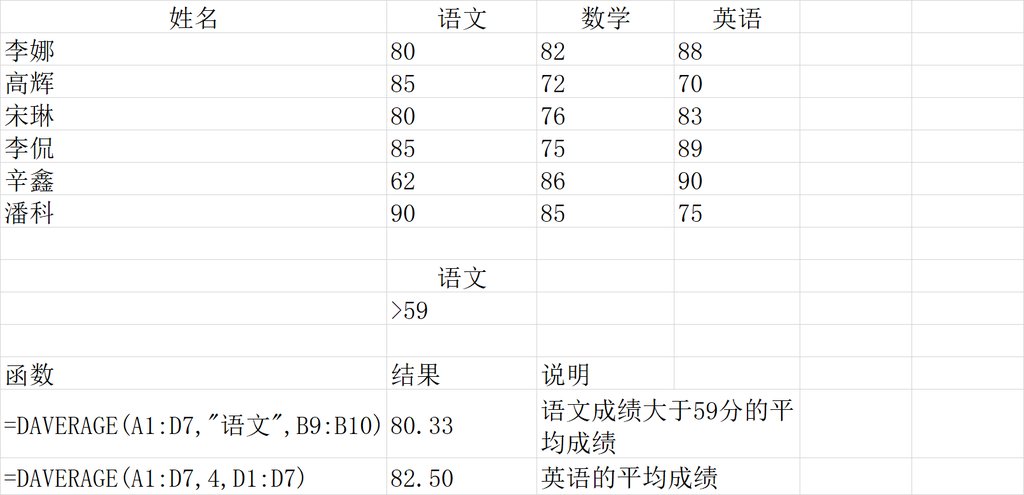 姓名 语文 数学 英语
李娜 80 82 88
高辉 85 72 70
宋琳 80 76 83
李侃 85 75 89
辛鑫 62 86 90
潘科 90 85 75
语文
>59
函数 结果 说明
=DAVERAGE(A1:D7,"语文",B9:B10) 80.33 语文成绩大于59分的平
均成绩
=DAVERAGE(A1:D7,4,D1:D7) 82.50 英语的平均成绩